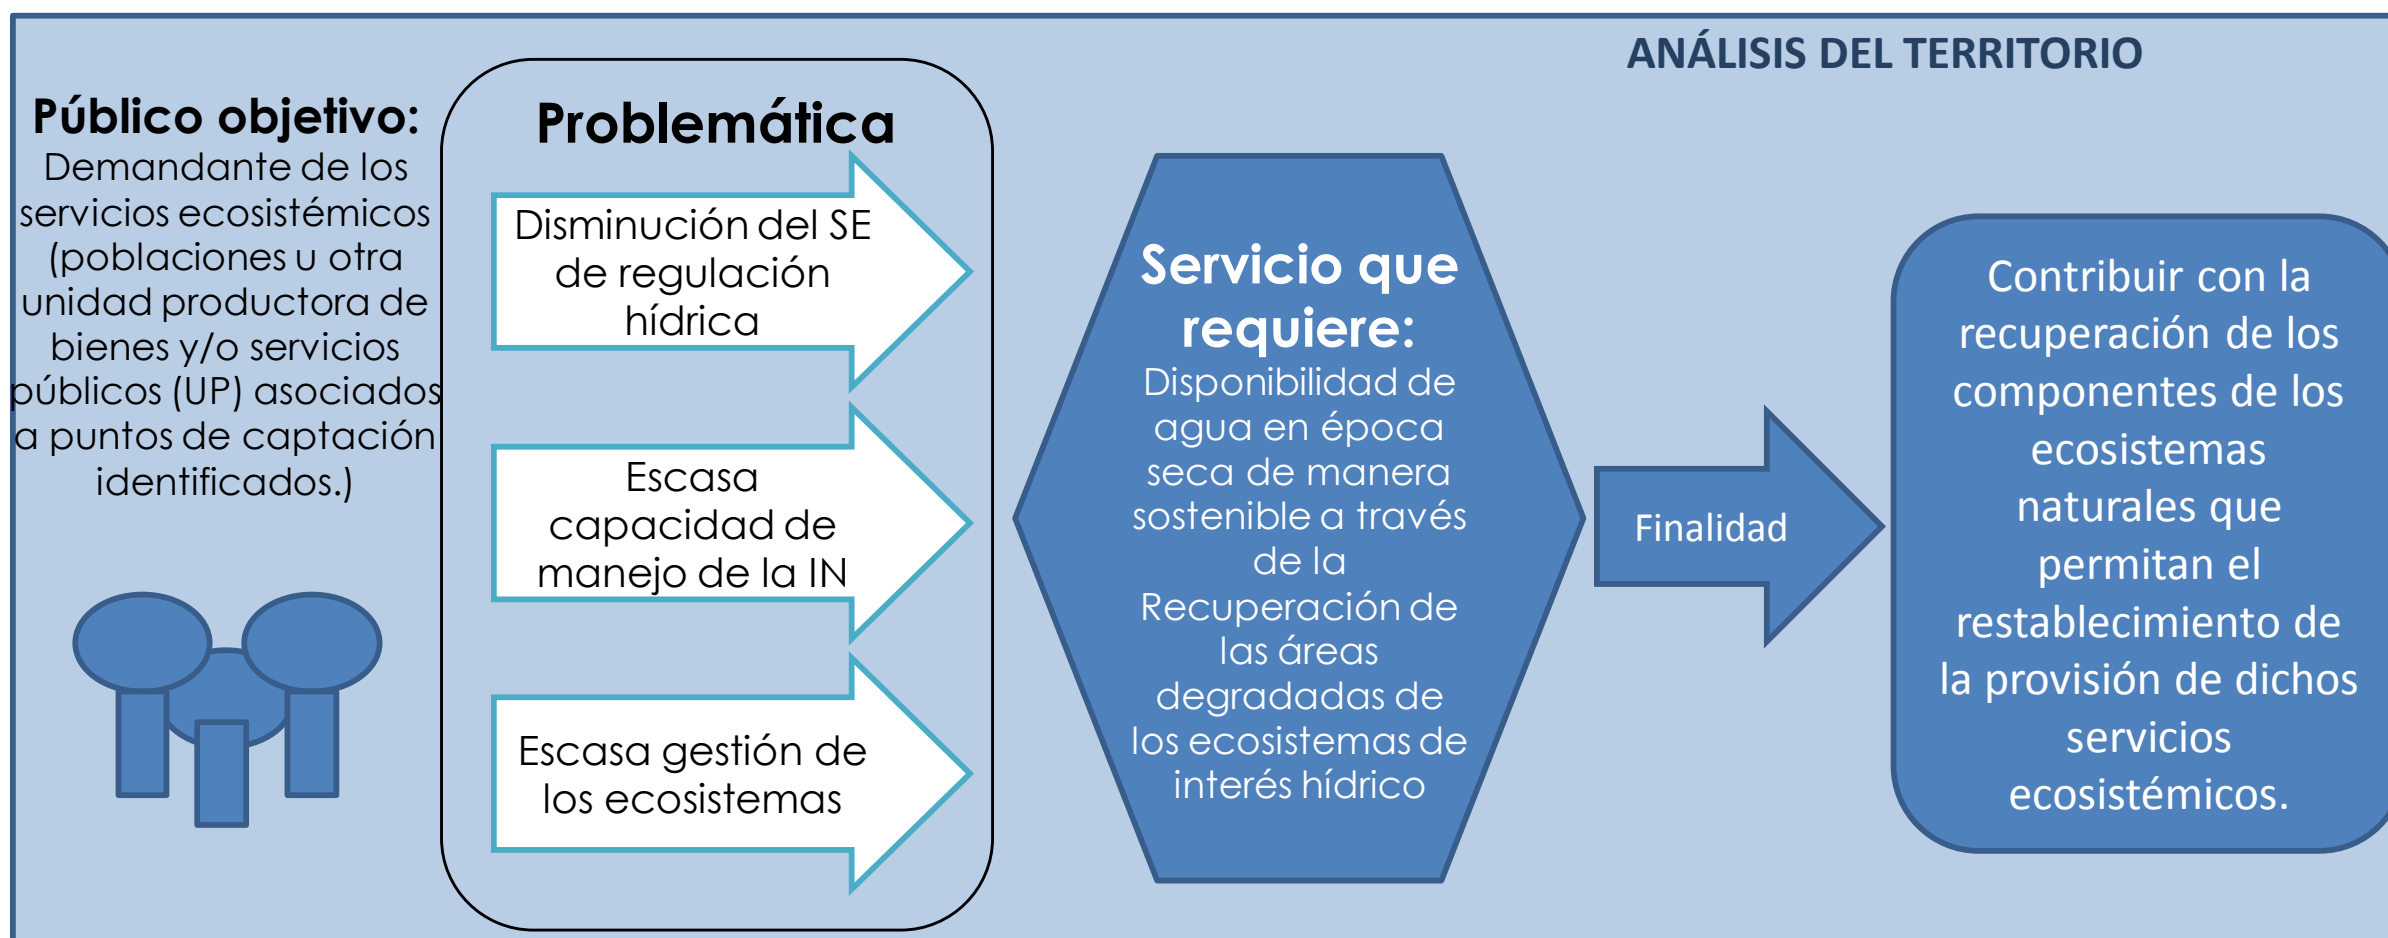 ANÁLISIS DEL TERRITORIO
Público objetivo:
Demandante de los
servicios ecosistémicos
(poblaciones u otra
unidad productora de
bienes y/o servicios
públicos (UP) asociados
a puntos de captación
identificados.)
Problemática
Disminución del SE
de regulación
hídrica
Escasa
capacidad de
manejo de la IN
Escasa gestión de
los ecosistemas
Servicio que
requiere:
Disponibilidad de
agua en época
seca de manera
sostenible a través
de la
Recuperación de
las áreas
degradadas de
los ecosistemas de
interés hídrico
Finalidad
Contribuir con la
recuperación de los
componentes de los
ecosistemas
naturales que
permitan el
restablecimiento de
la provisión de dichos
servicios
ecosistémicos.